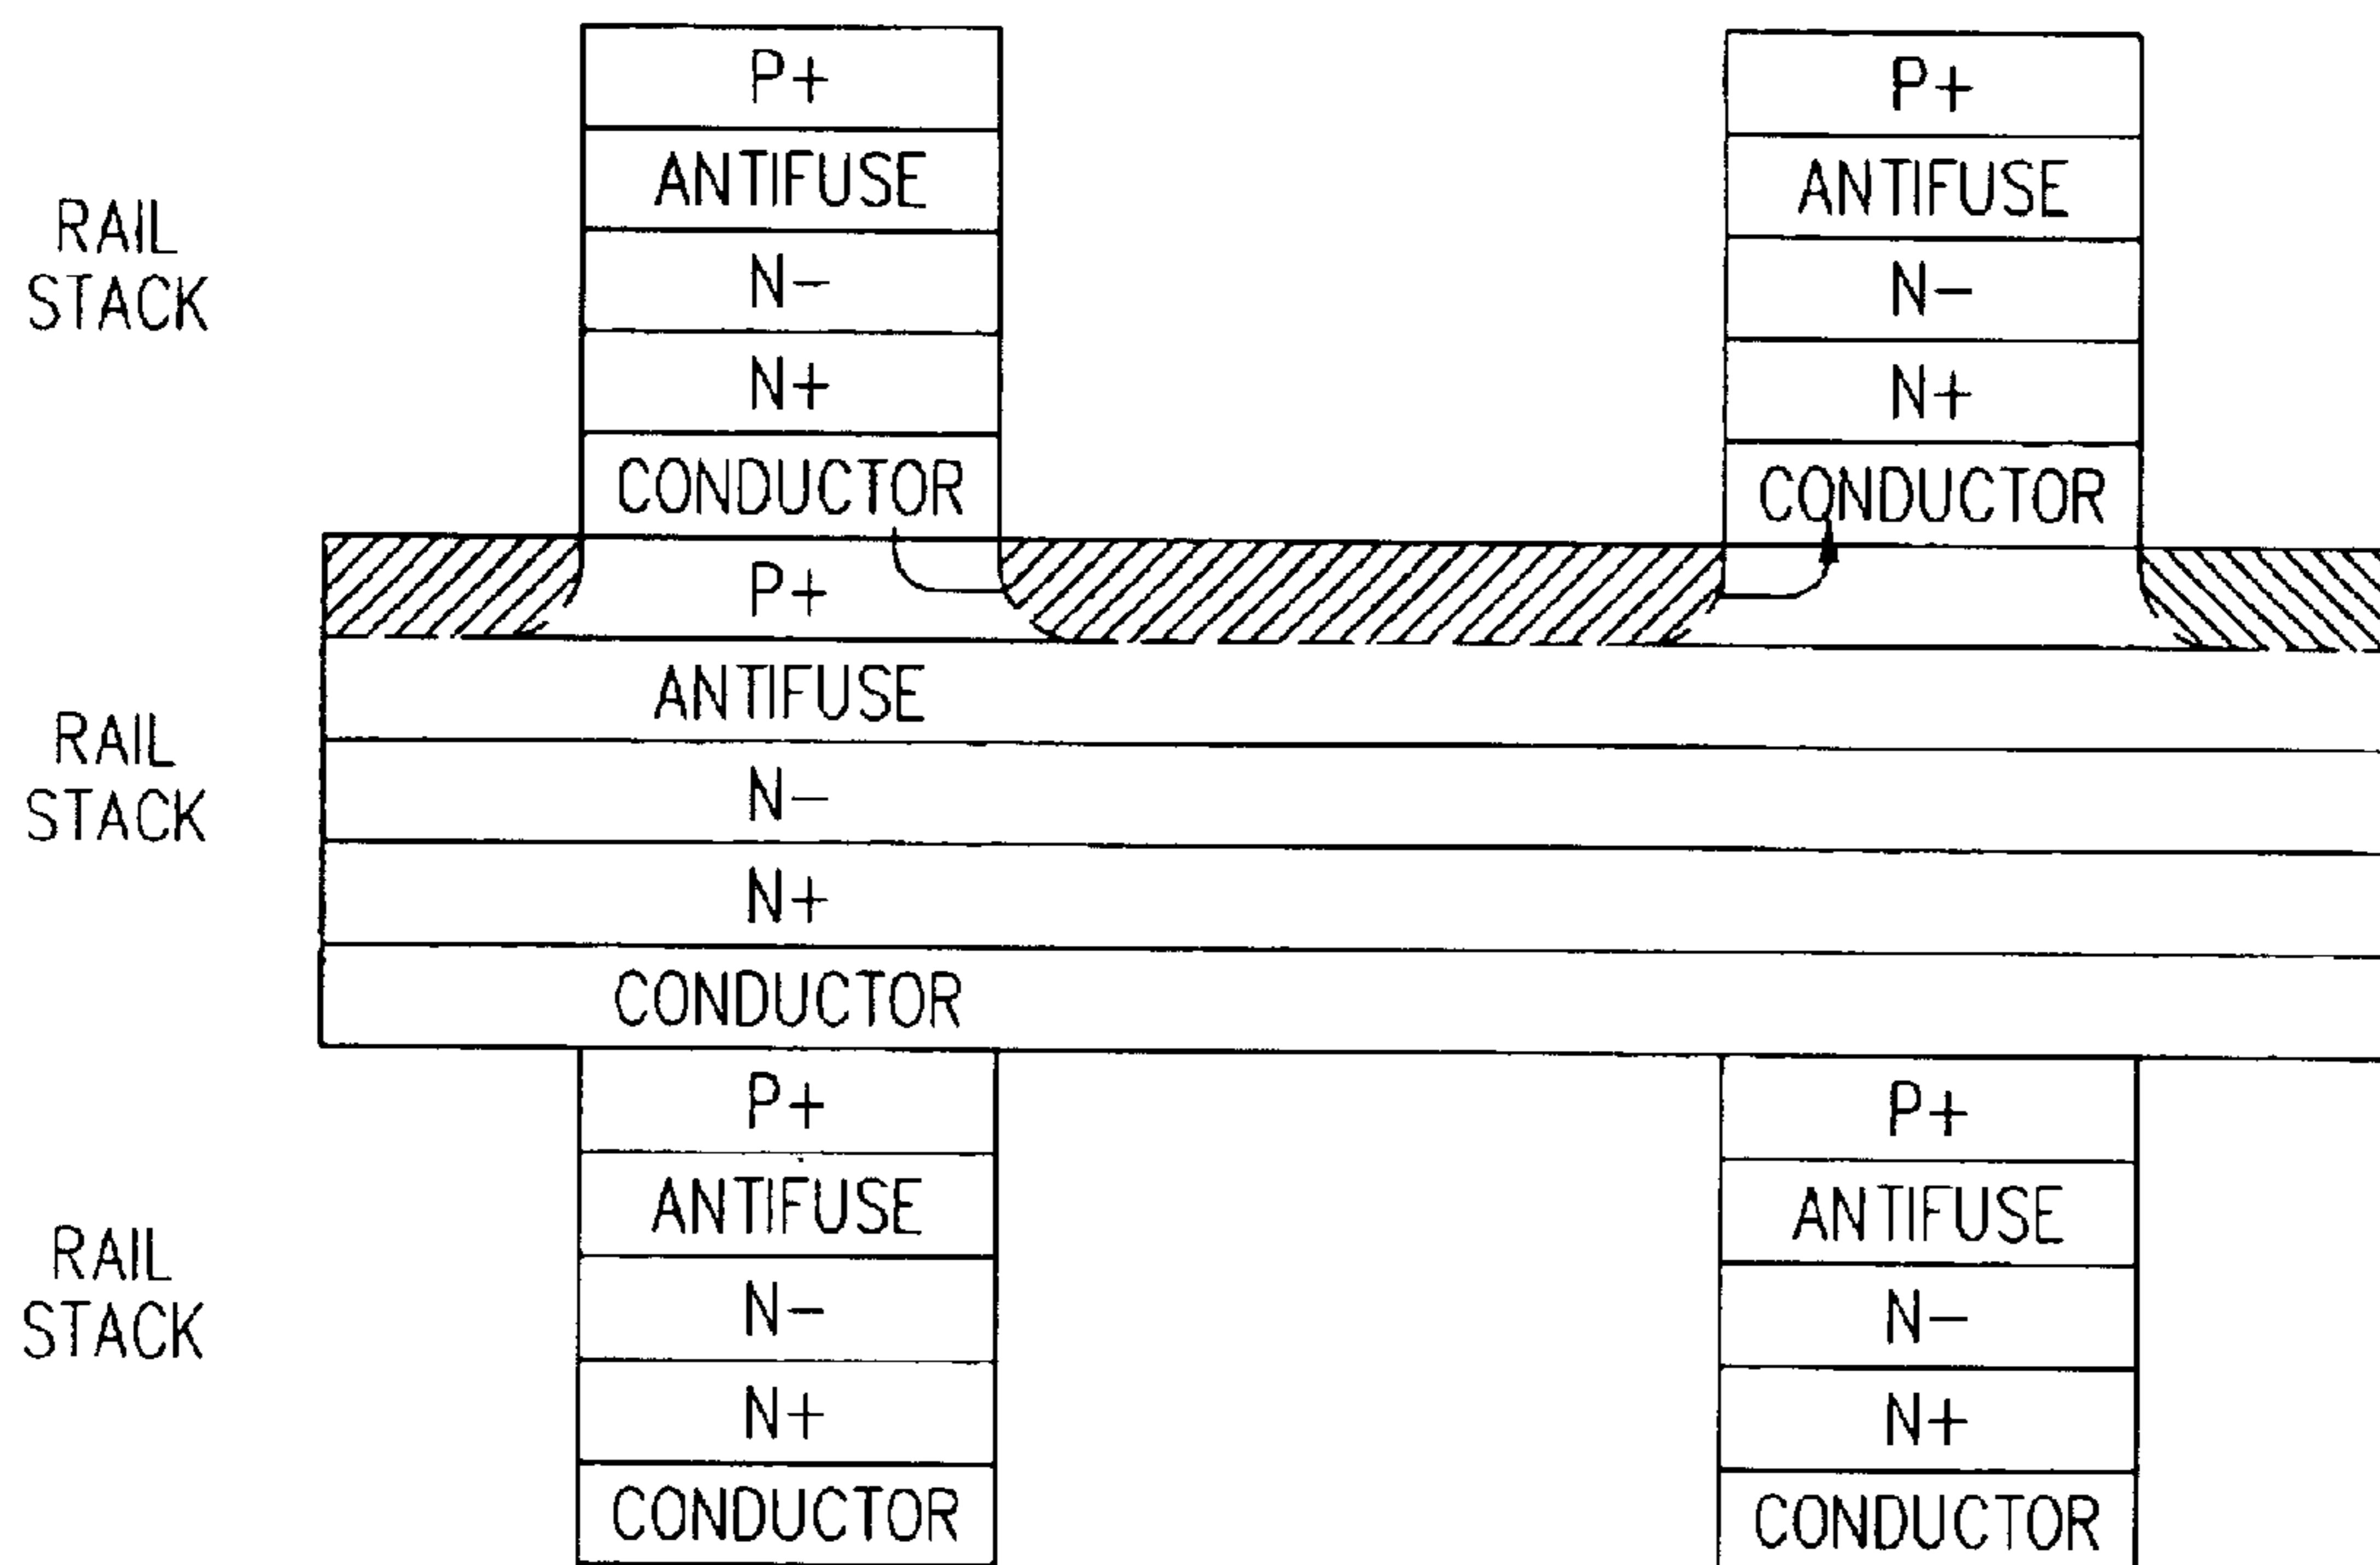 P+
P+
ANTIFUSE
ANTIFUSE
RAIL
STACK
N-
N-
N+
N+
CONDUCTOR
CONDUCTOR
P+
RAIL
STACK
ANTIFUSE
N-
N+
CONDUCTOR
P+
P+
RAIL
STACK
ANTIFUSE
ANTIFUSE
N-
N-
N+
N+
CONDUCTOR
CONDUCTOR